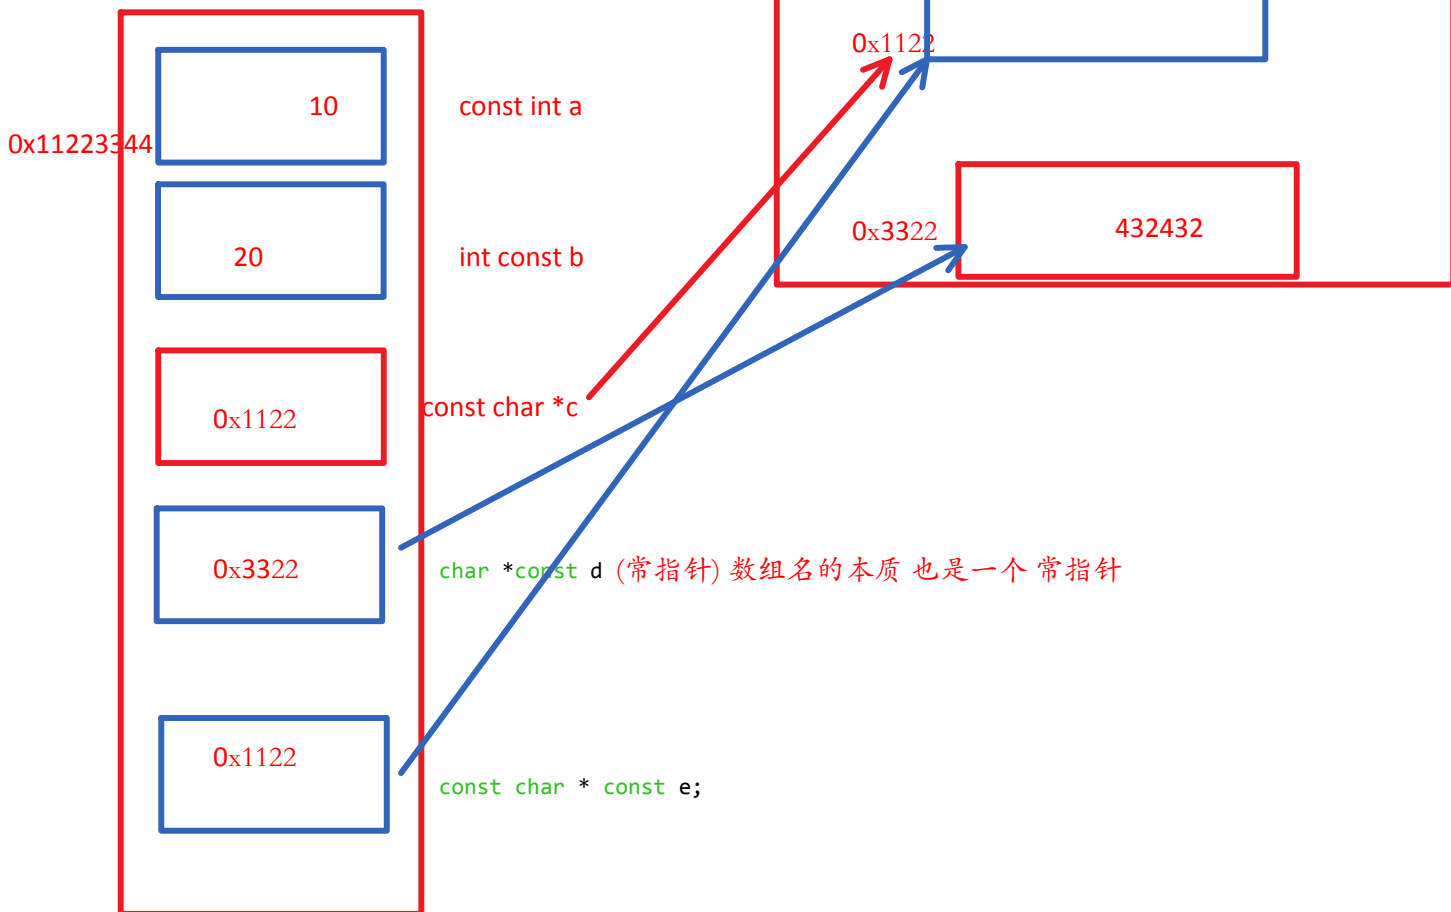 0x1122
10
const int a
0x11223344
20
int const b
0x3322
432432
0x1122
const char *c
0x3322
char *const d (常指针) 数组名的本质 也是一个 常指针
0x1122
const char * const e;